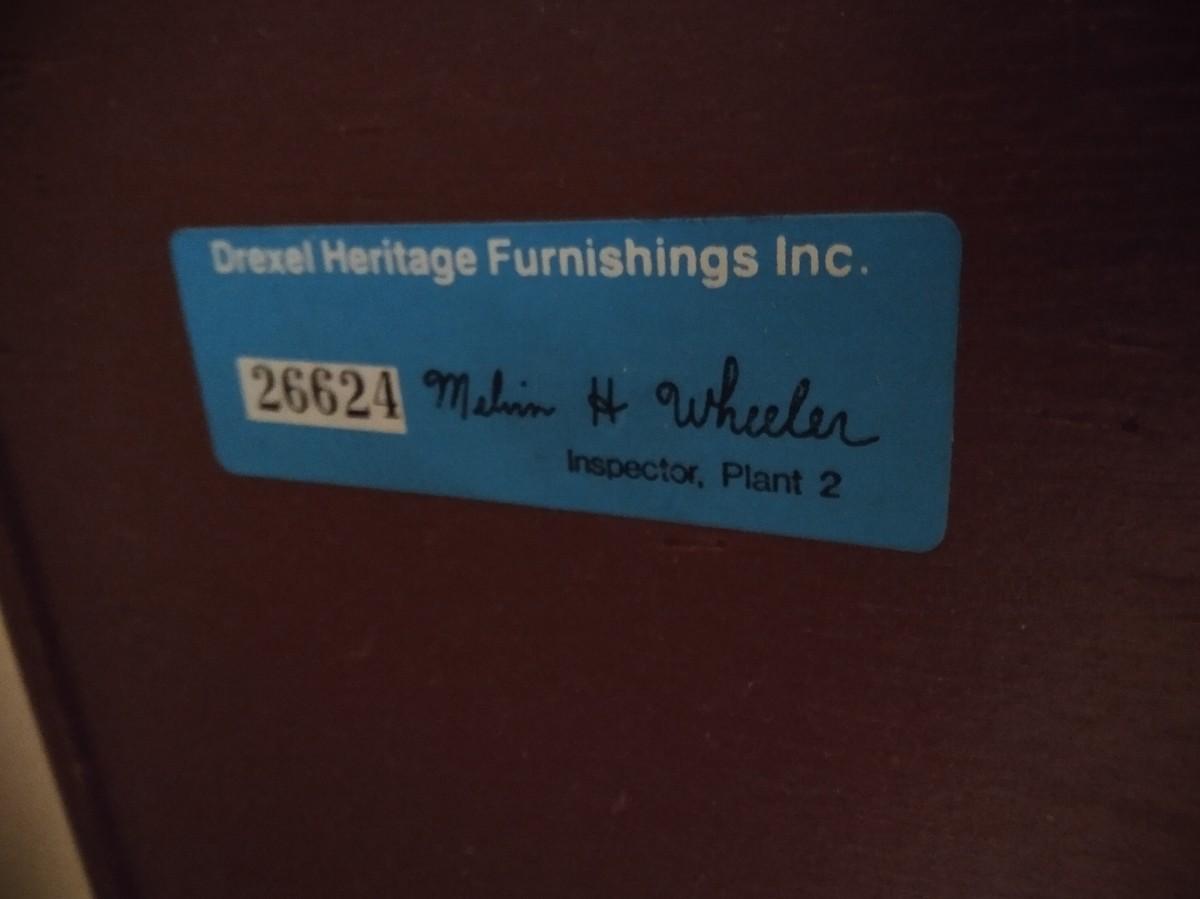 Drexel Heritage Furnishings Inc.
26624 Melvin H Wheeler
Inspector, Plant 2